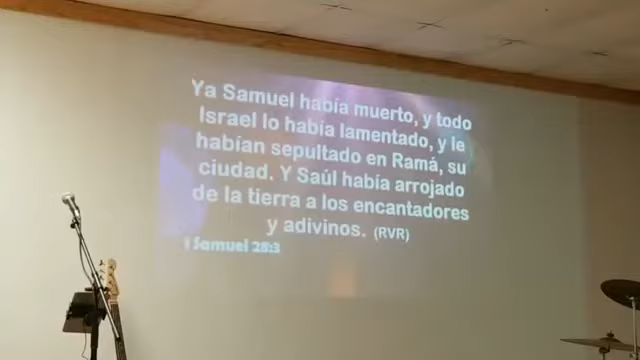 Ya Samuel había muerto, y todo
Israel lo había lamentado, y le
habían sepultado en Ramá, su
ciudad. Y Saúl había arrojado
de la tierra a los encantadores
y adivinos. (RVR)
1 Samuel 28:3